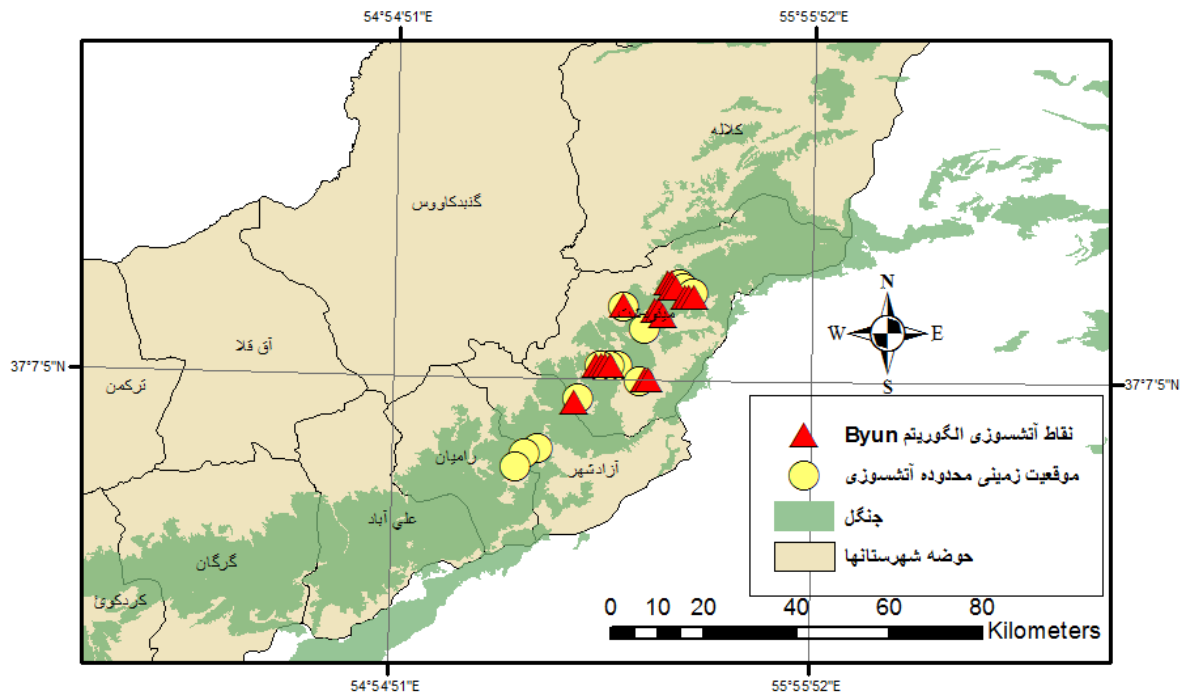 54°54'51"E
55°55'52"E
کلاله
گنبدکاووس
آق قلا
ترکمن
37°7'5"N
37°7'5"N
N
W
E
S
رامیان
آزادشهر
علي آباد
گرگان
کردکوئ
نقاط آتشسوزی الگوریتم Byun
موقعیت زمینی محدوده آتشسوزی
جنگل
حوضه شهرستانها
0 10 20 40 60 80
Kilometers
54°54'51"E
55°55'52"E